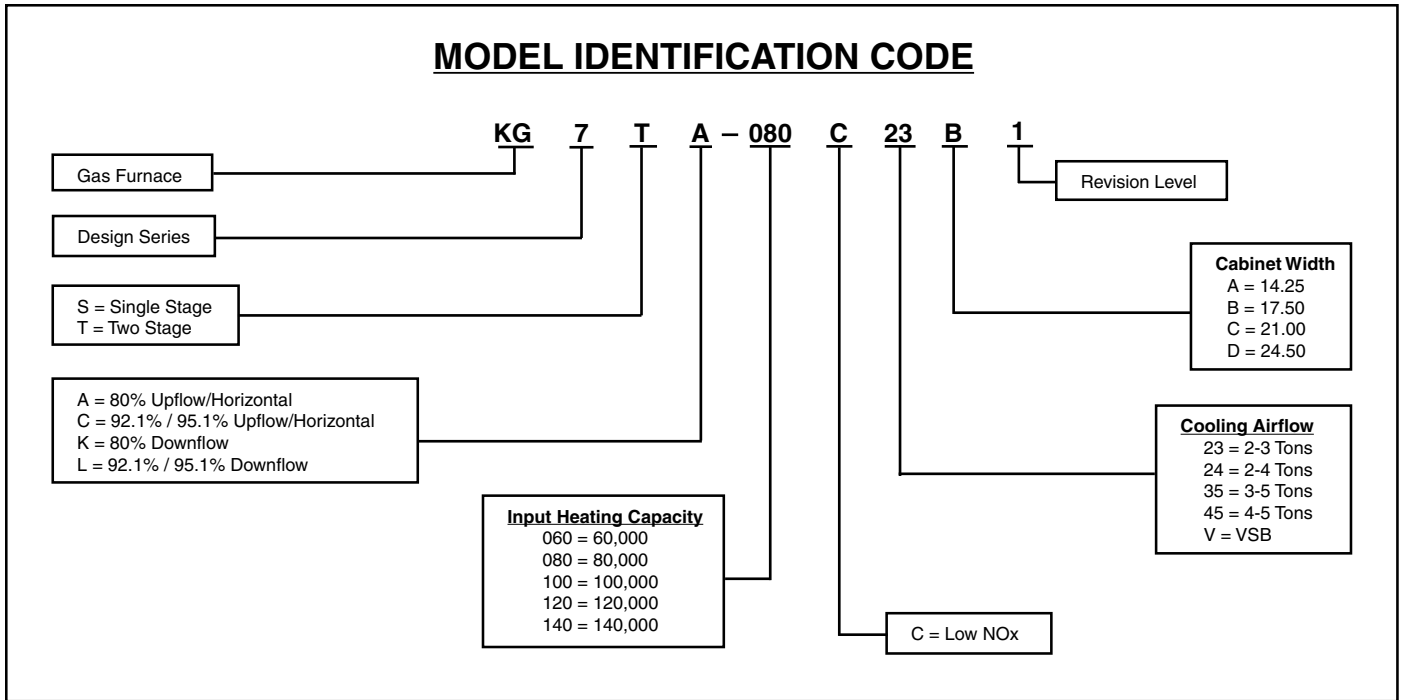 MODEL IDENTIFICATION CODE
KG 7 T A – 080 C 23 B 1
Gas Furnace
Revision Level
Design Series
S = Single Stage
T = Two Stage
Cabinet Width
A = 14.25
B = 17.50
C = 21.00
D = 24.50
A = 80% Upflow/Horizontal
C = 92.1% / 95.1% Upflow/Horizontal
K = 80% Downflow
L = 92.1% / 95.1% Downflow
Cooling Airflow
23 = 2-3 Tons
24 = 2-4 Tons
35 = 3-5 Tons
45 = 4-5 Tons
V = VSB
Input Heating Capacity
060 = 60,000
080 = 80,000
100 = 100,000
120 = 120,000
140 = 140,000
C = Low NOx